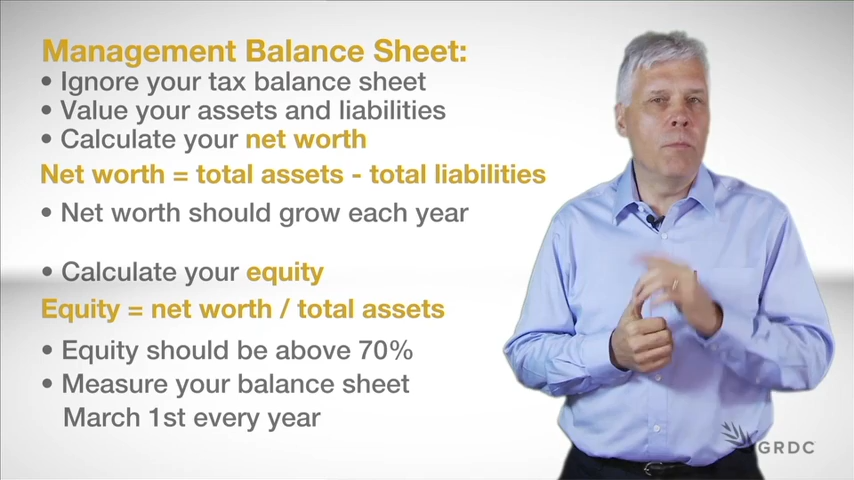 Management Balance Sheet:
• Ignore your tax balance sheet
• Value your assets and liabilities
• Calculate your net worth
Net worth = total assets - total liabilities
• Net worth should grow each year
• Calculate your equity
Equity = net worth / total assets
• Equity should be above 70%
• Measure your balance sheet
March 1st every year
GRDC